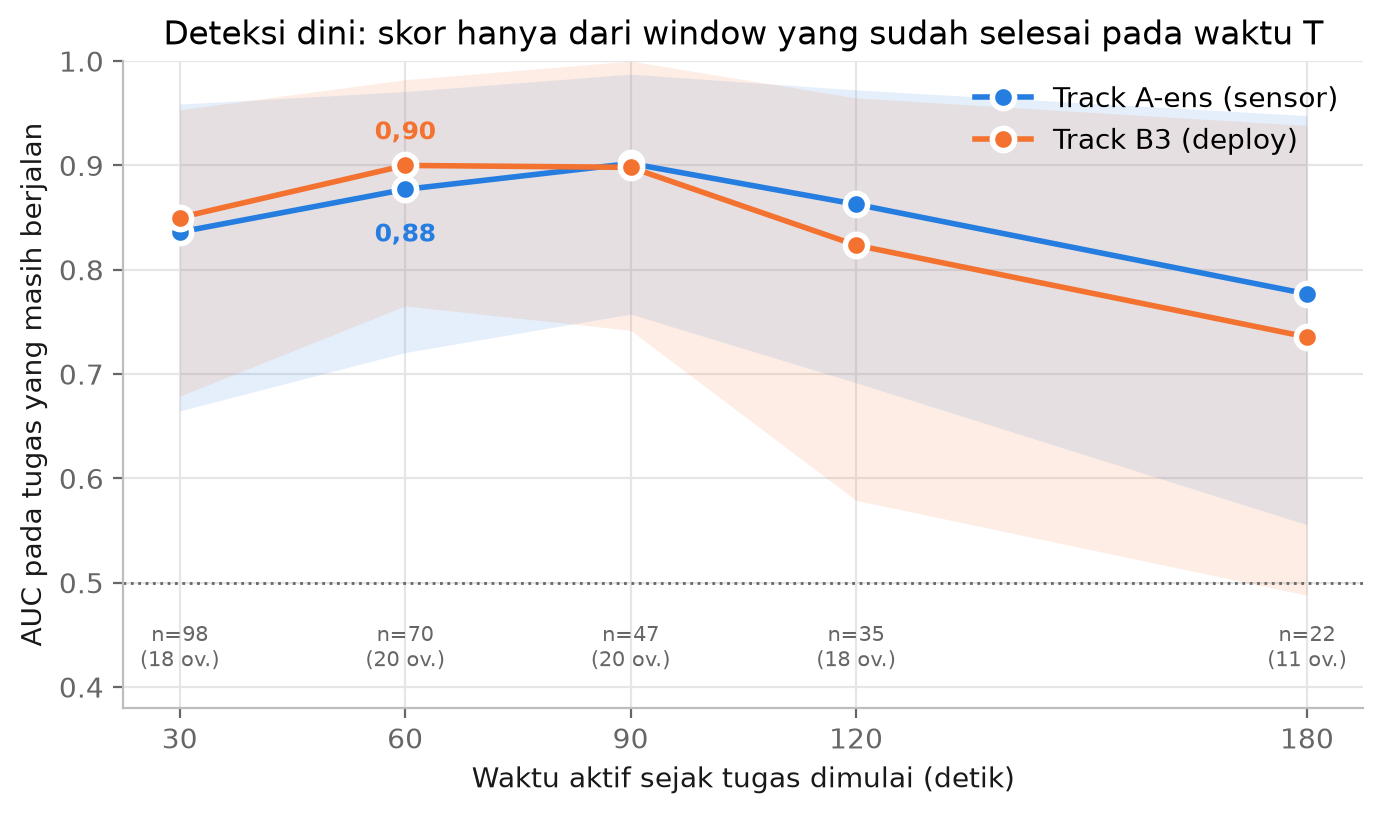 Deteksi dini: skor hanya dari window yang sudah selesai pada waktu T
AUC pada tugas yang masih berjalan
1.0
0.9
0.8
0.7
0.6
0.5
0.4
Track A-ens (sensor)
Track B3 (deploy)
0,90
0,88
n=98
(18 ov.)
n=70
(20 ov.)
n=47
(20 ov.)
n=35
(18 ov.)
n=22
(11 ov.)
30
60
90
120
180
Waktu aktif sejak tugas dimulai (detik)